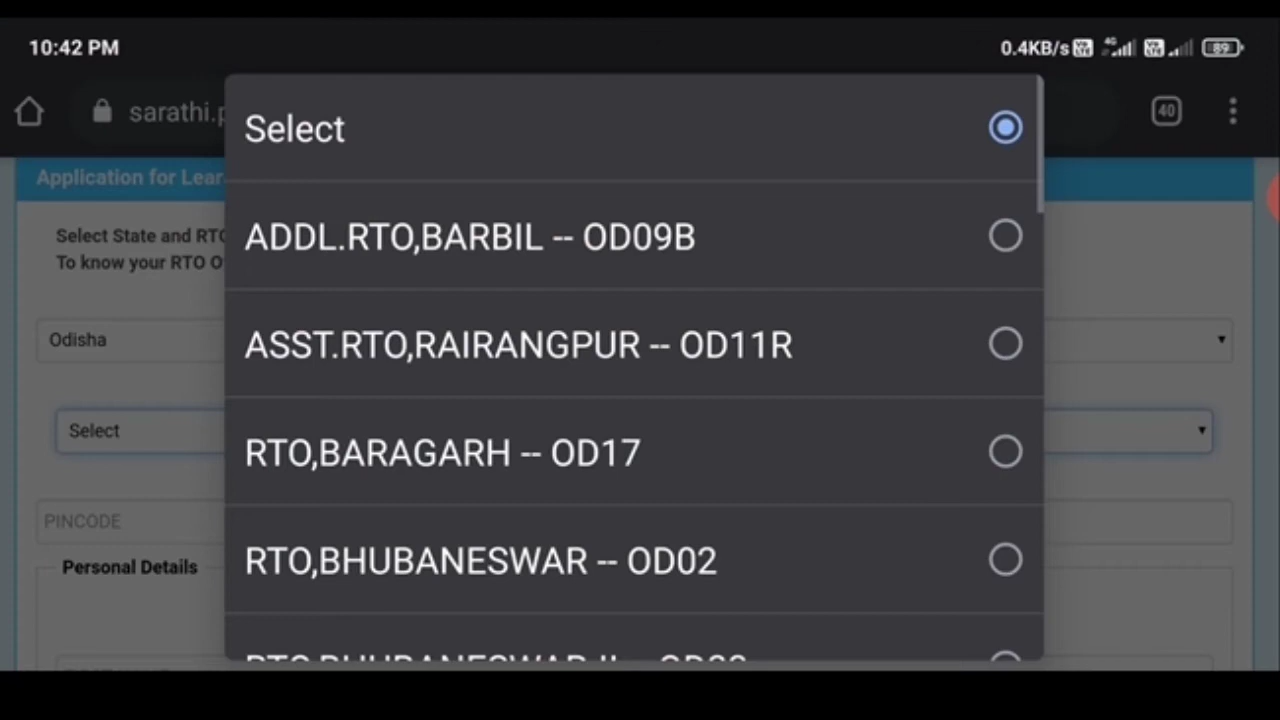 10:42 PM
0.4KB/s 4G 89
sarathi.p
40
Select
Application for Lear
ADDL.RTO,BARBIL -- OD09B
Select State and RTO
To know your RTO O
Odisha
ASST.RTO,RAIRANGPUR -- OD11R
Select
RTO,BARAGARH -- OD17
PINCODE
Personal Details
RTO,BHUBANESWAR -- OD02